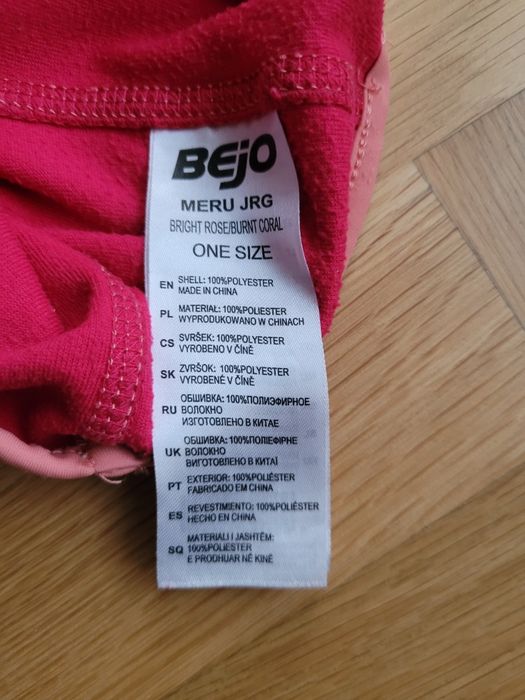 BEJO
MERU JRG
BRIGHT ROSE/BURNT CORAL
ONE SIZE
EN SHELL: 100%POLYESTER
MADE IN CHINA
PL MATERIAŁ: 100%POLIESTER
WYPRODUKOWANO W CHINACH
CS SVRŠEK: 100%POLYESTER
VYROBENO V ČÍNĚ
SK ZVRŠOK: 100%POLYESTER
VYROBENÉ V ČÍNĚ
ОБШИВКА: 100%ПОЛИЭФИРНОЕ
RU ВОЛОКНО
ИЗГОТОВЛЕНО В КИТАЕ
ОБШИВКА: 100%ПОЛІЕФІРНЕ
UK ВОЛОКНО
ВИГОТОВЛЕНО В КИТАЇ
PT EXTERIOR: 100%POLIÉSTER
FABRICADO EM CHINA
ES REVESTIMIENTO: 100%POLIÉSTER
HECHO EN CHINA
MATERIALI I JASHTËM:
SQ 100%POLIESTER
E PRODHUAR NË KINË